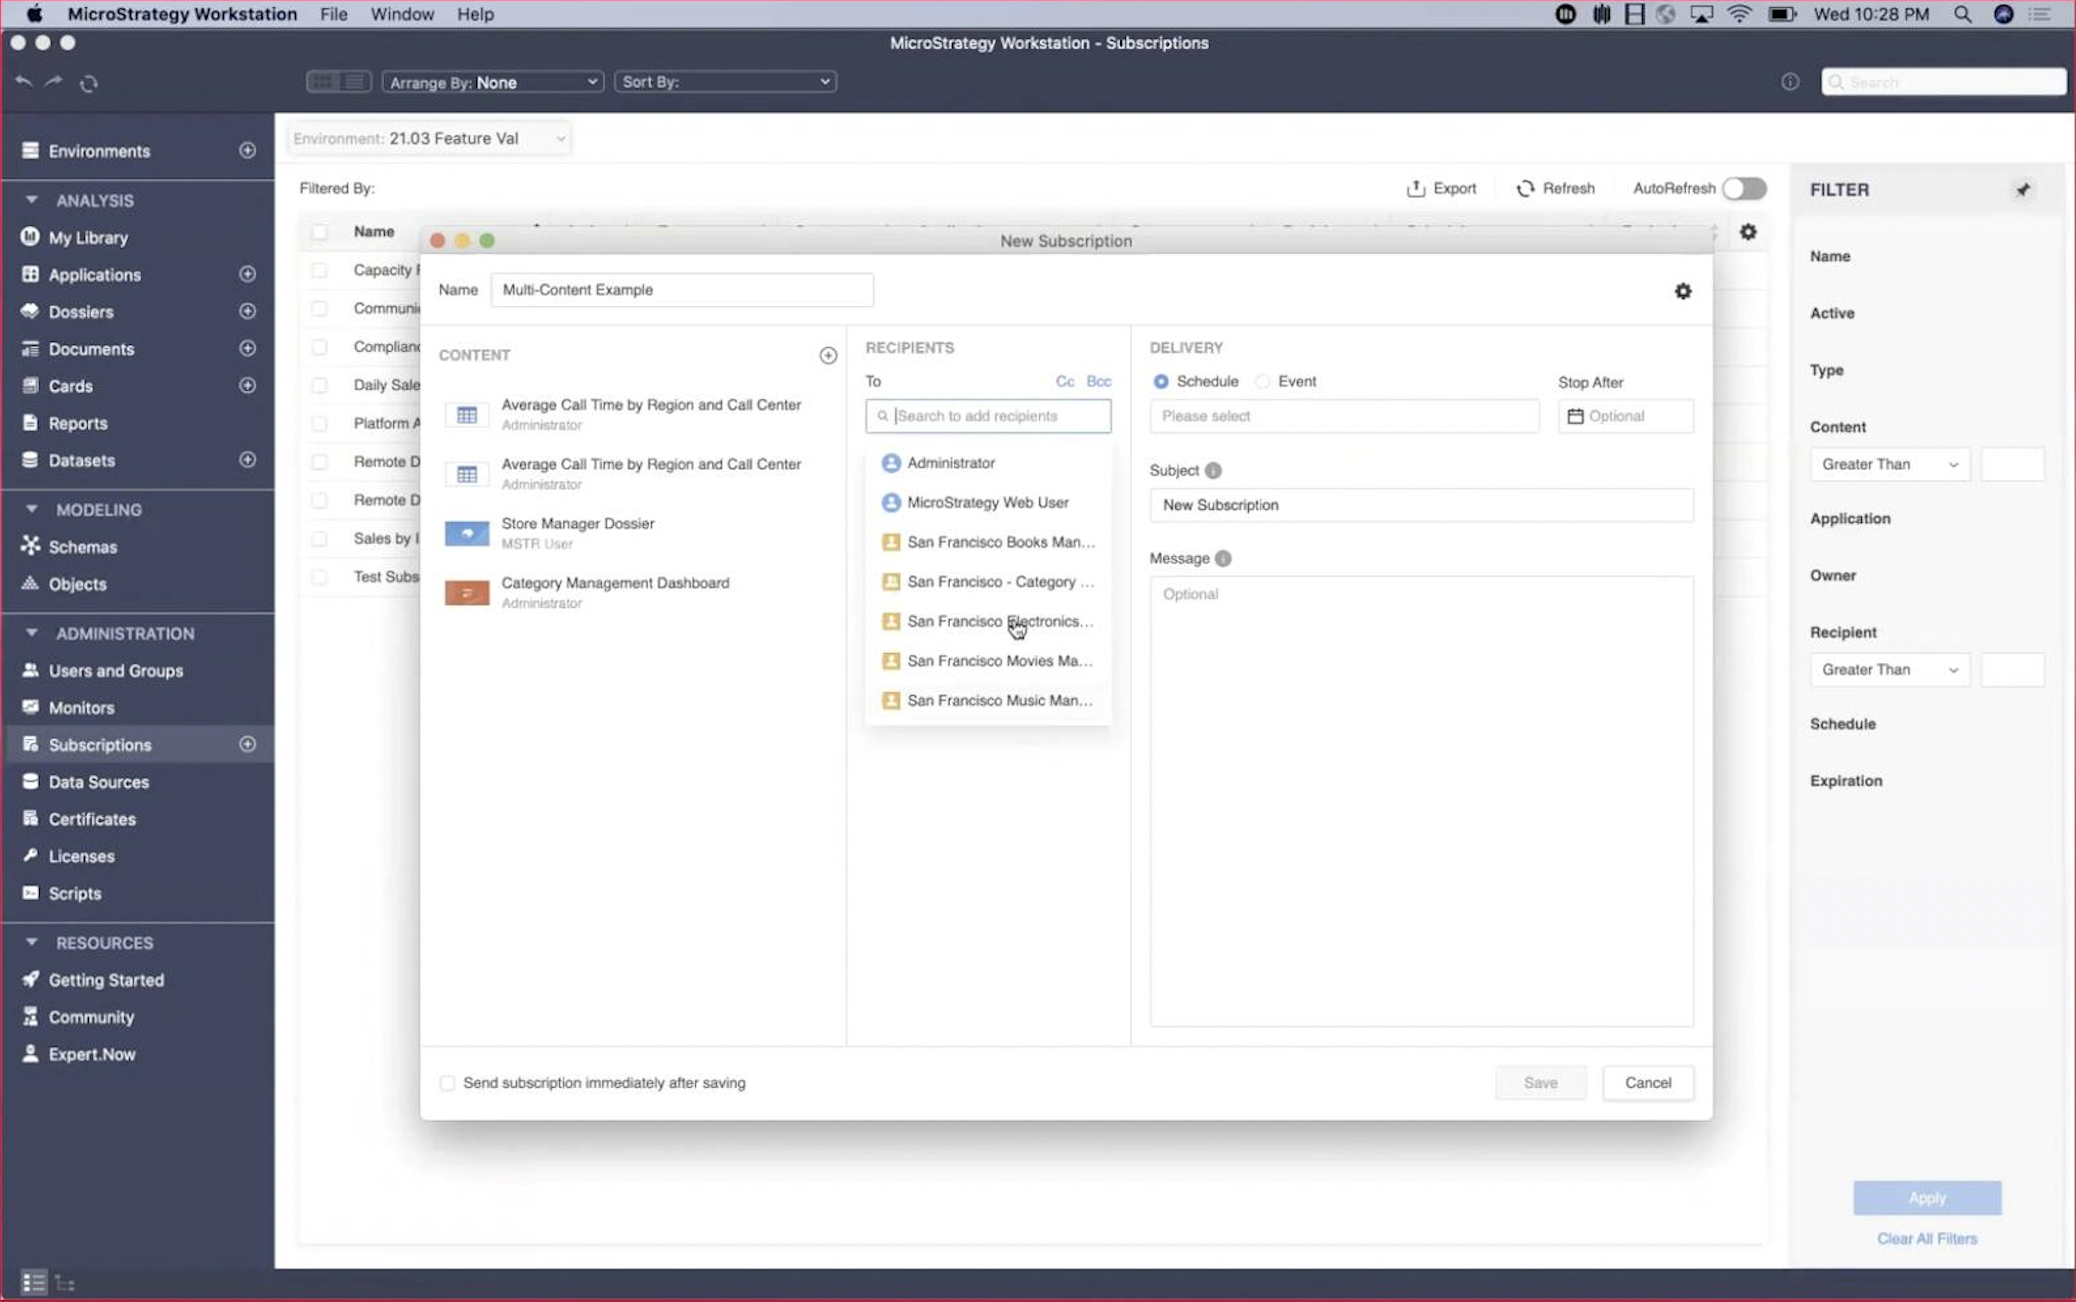 MicroStrategy Workstation File Window Help Wed 10:28 PM
MicroStrategy Workstation - Subscriptions
Arrange By: None Sort By: Search
Environments
ANALYSIS
My Library
Applications
Dossiers
Documents
Cards
Reports
Datasets
MODELING
Schemas
Objects
ADMINISTRATION
Users and Groups
Monitors
Subscriptions
Data Sources
Certificates
Licenses
Scripts
RESOURCES
Getting Started
Community
Expert.Now
Environment: 21.03 Feature Val
Filtered By: Export Refresh AutoRefresh
Name
Capacity
Communi
Complianc
Daily Sale
Platform A
Remote D
Remote D
Sales by
Test Subs
New Subscription
Name Multi-Content Example
CONTENT
Average Call Time by Region and Call Center
Administrator
Average Call Time by Region and Call Center
Administrator
Store Manager Dossier
MSTR User
Category Management Dashboard
Administrator
RECIPIENTS
To Cc Bcc
Search to add recipients
Administrator
MicroStrategy Web User
San Francisco Books Man...
San Francisco - Category ...
San Francisco Electronics...
San Francisco Movies Ma...
San Francisco Music Man...
DELIVERY
Schedule Event Stop After
Please select Optional
Subject
New Subscription
Message
Optional
Send subscription immediately after saving Save Cancel
FILTER
Name
Active
Type
Content
Greater Than
Application
Owner
Recipient
Greater Than
Schedule
Expiration
Apply
Clear All Filters